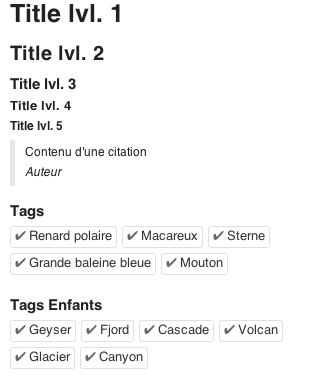 Title lvl. 1
Title lvl. 2
Title lvl. 3
Title lvl. 4
Title lvl. 5
Contenu d'une citation
Auteur
Tags
✔ Renard polaire ✔ Macareux ✔ Sterne
✔ Grande baleine bleue ✔ Mouton
Tags Enfants
✔ Geyser ✔ Fjord ✔ Cascade ✔ Volcan
✔ Glacier ✔ Canyon